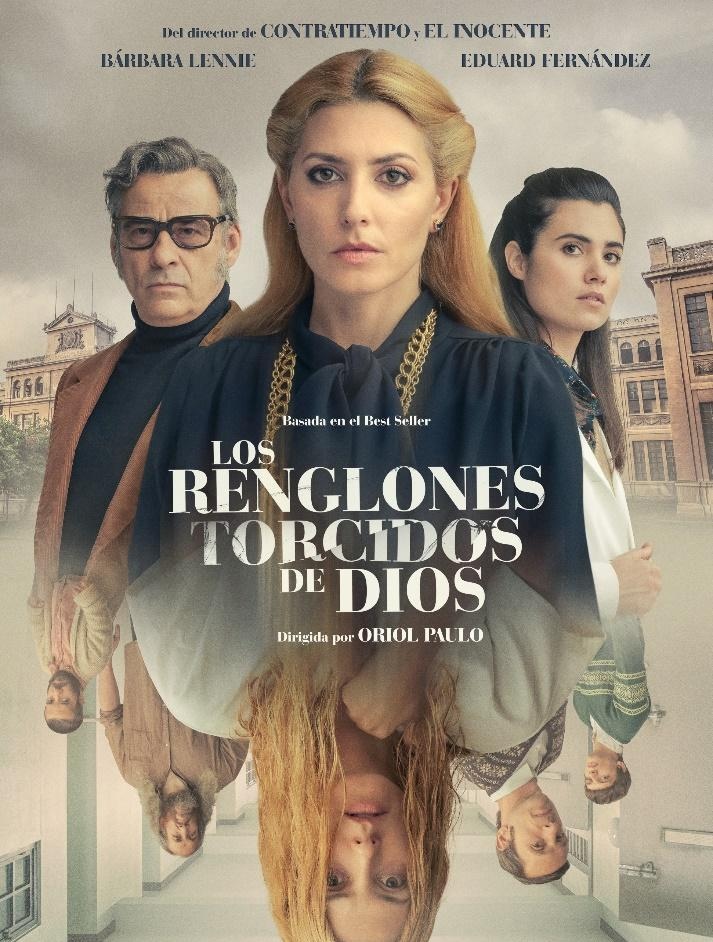 Del director de CONTRATIEMPO y EL INOCENTE
BÁRBARA LENNIE EDUARD FERNÁNDEZ
Basada en el Best Seller
LOS
RENGLONES
TORCIDOS
DE DIOS
Dirigida por ORIOL PAULO